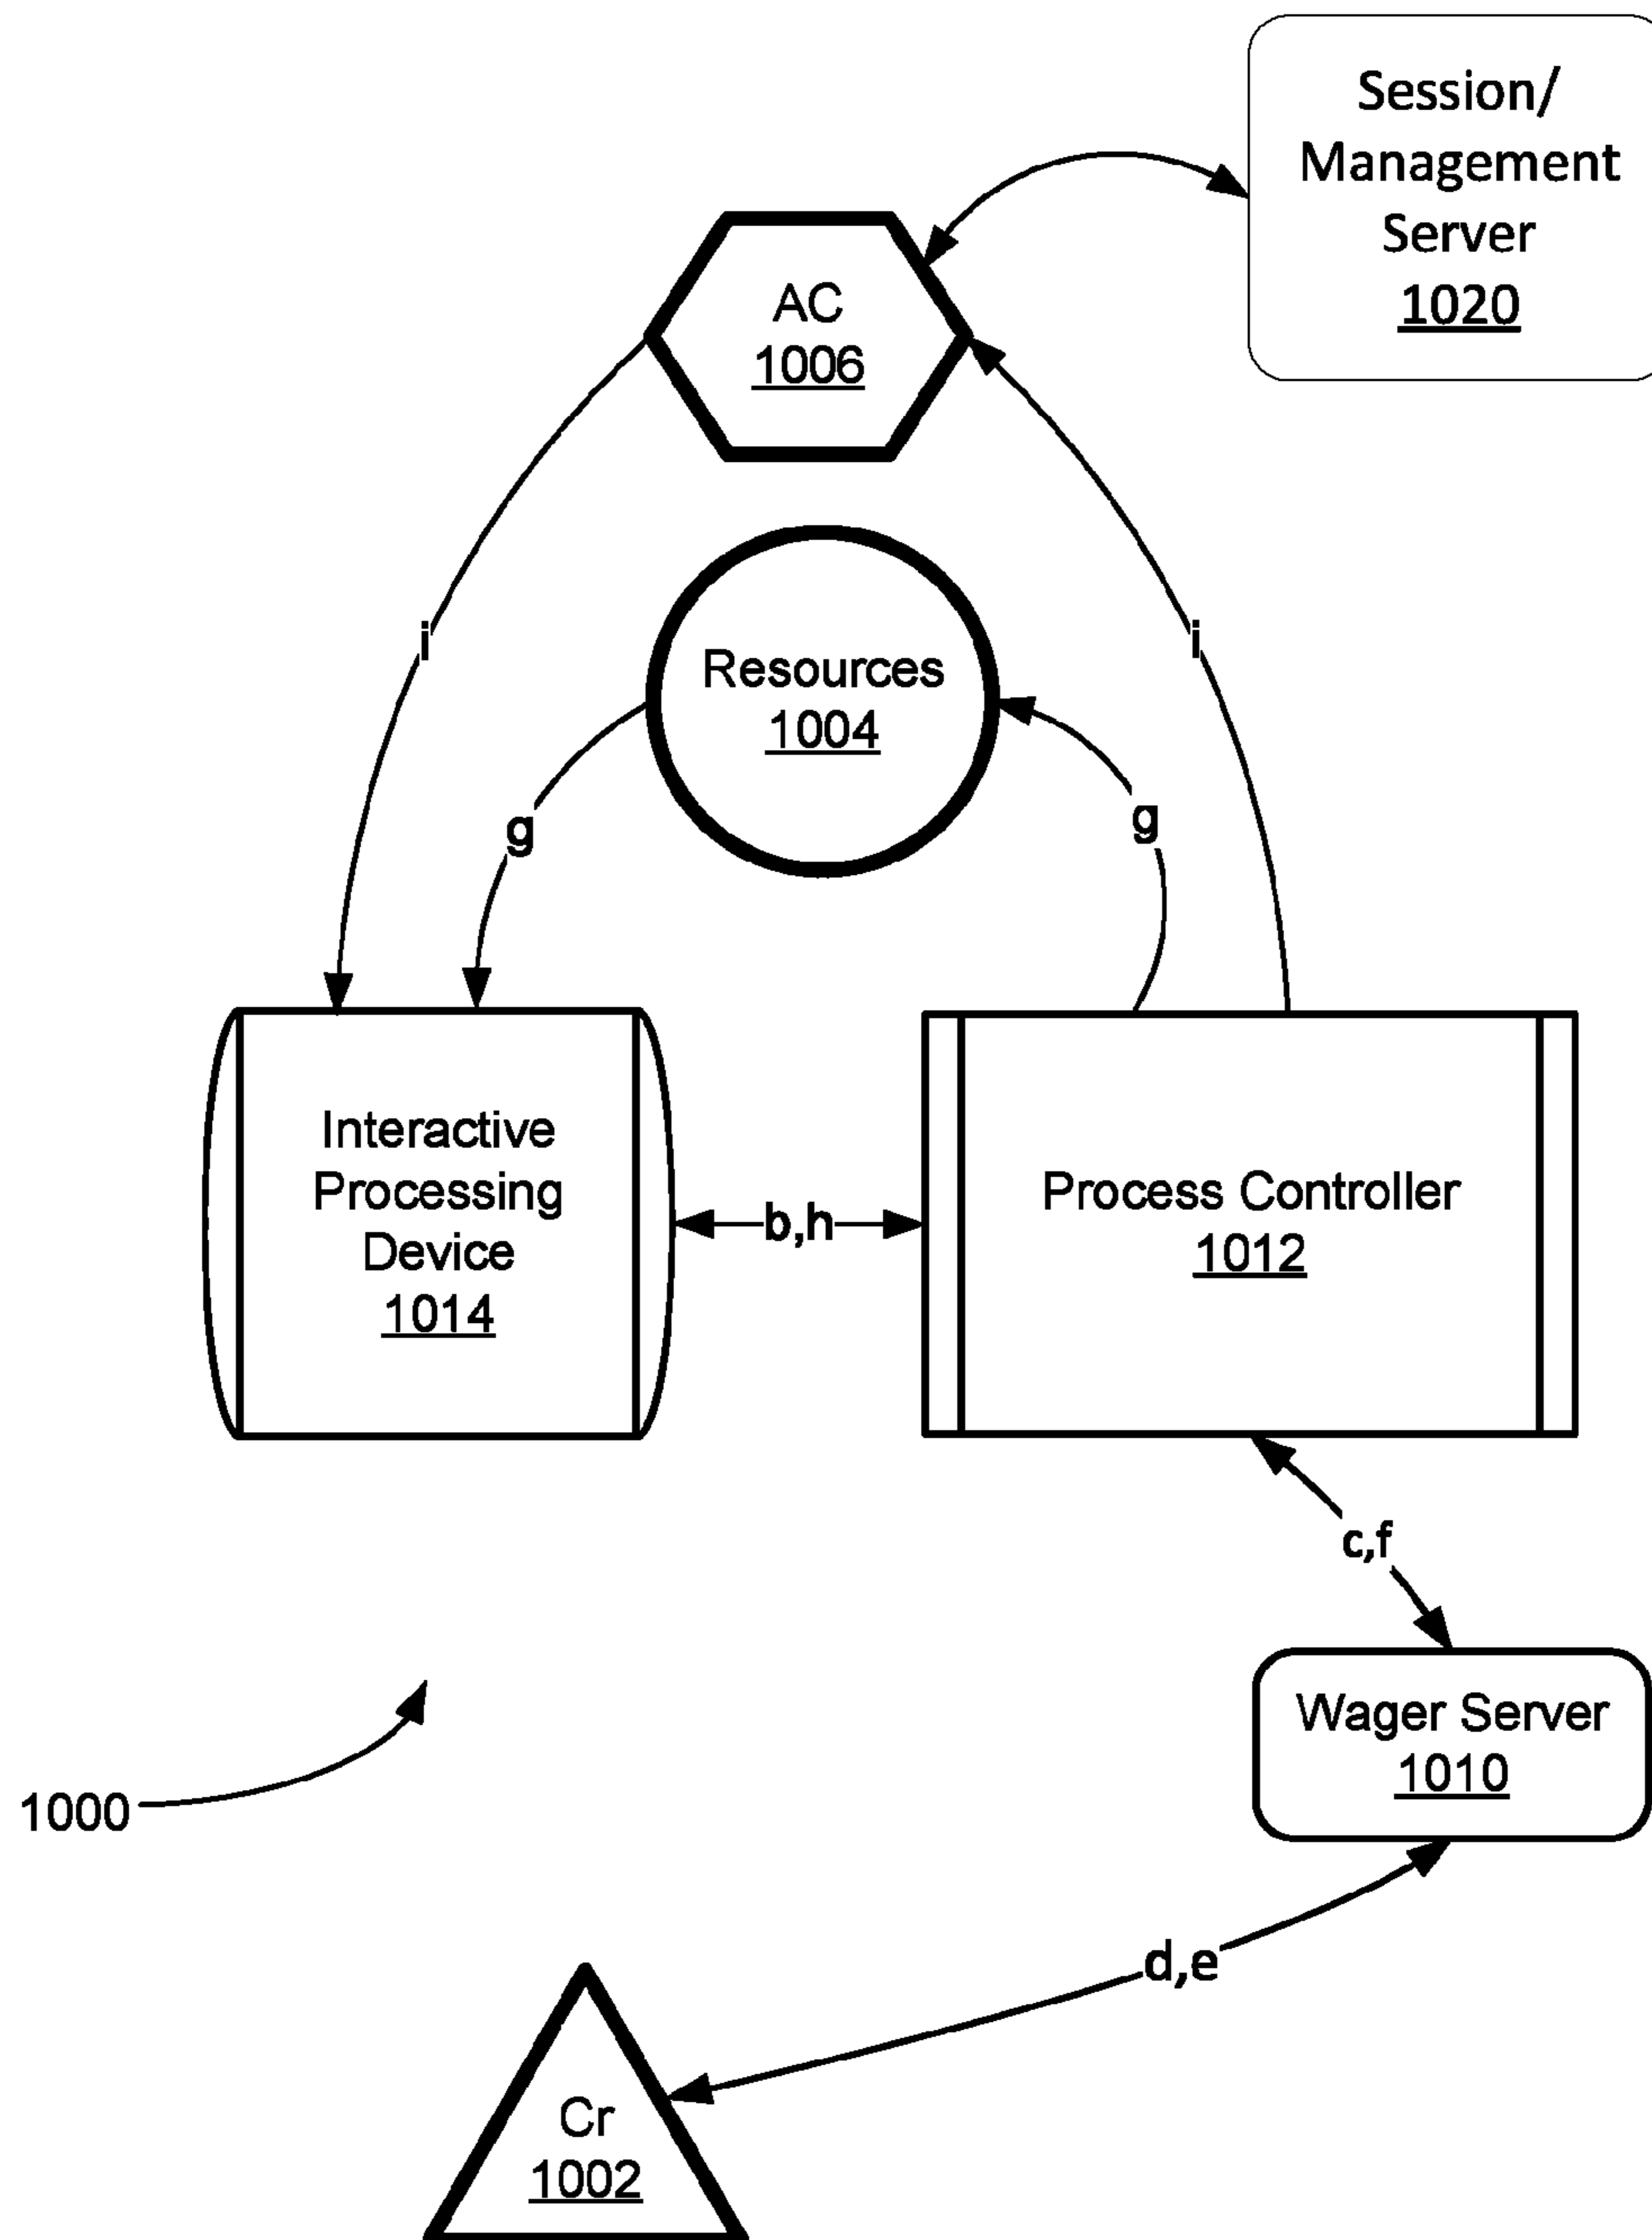 Session/
Management
Server
1020
AC
1006
i
i
Resources
1004
g
g
Interactive
Processing
Device
1014
b,h
Process Controller
1012
c,f
Wager Server
1010
1000
d,e
Cr
1002